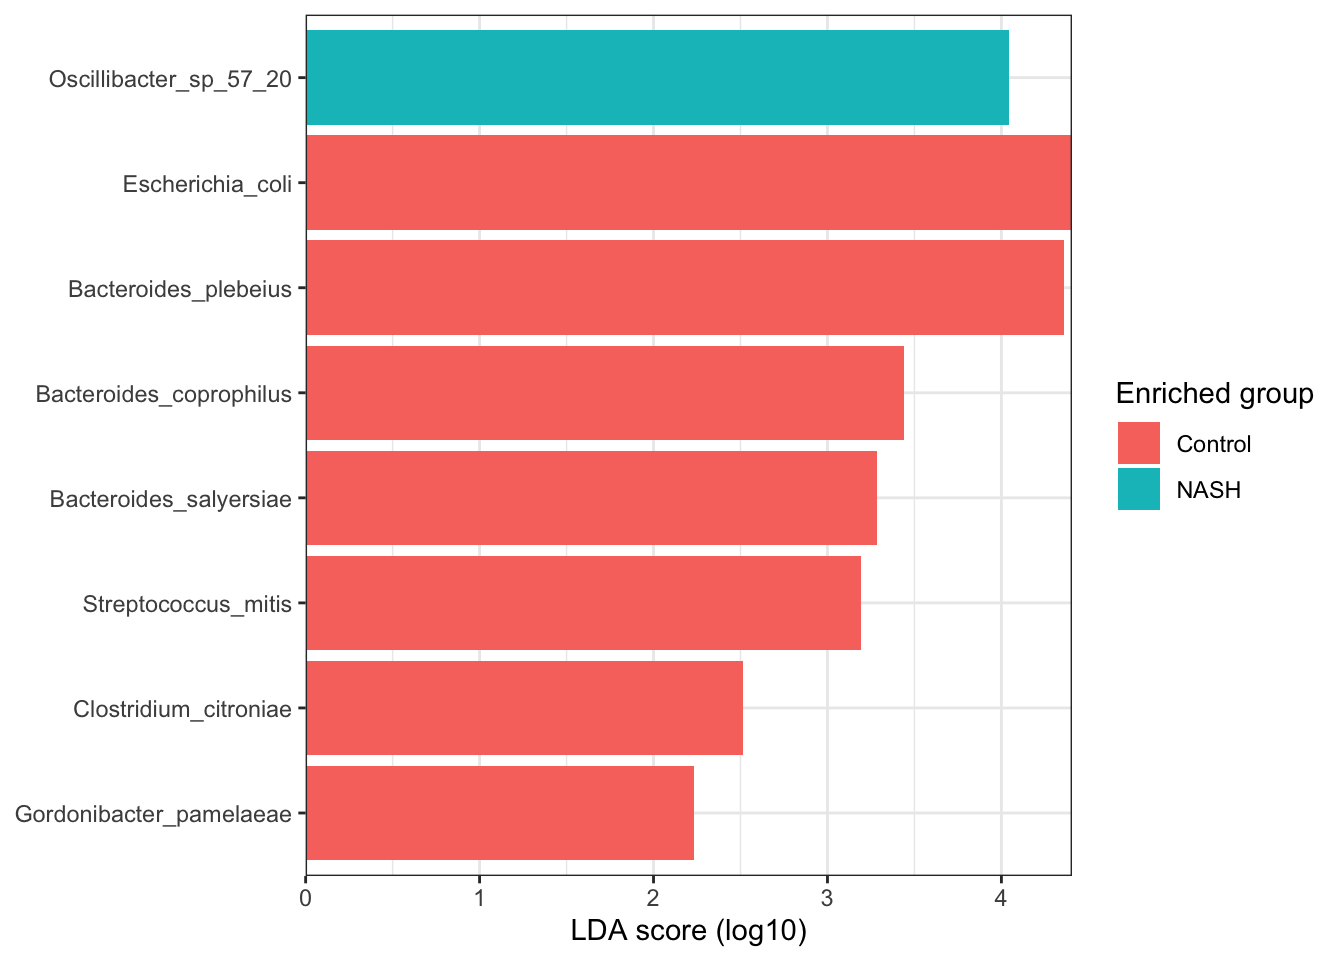 Oscillibacter_sp_57_20
Escherichia_coli
Bacteroides_plebeius
Bacteroides_coprophilus
Bacteroides_salyersiae
Streptococcus_mitis
Clostridium_citroniae
Gordonibacter_pamelaeae
0 1 2 3 4
LDA score (log10)
Enriched group
Control
NASH